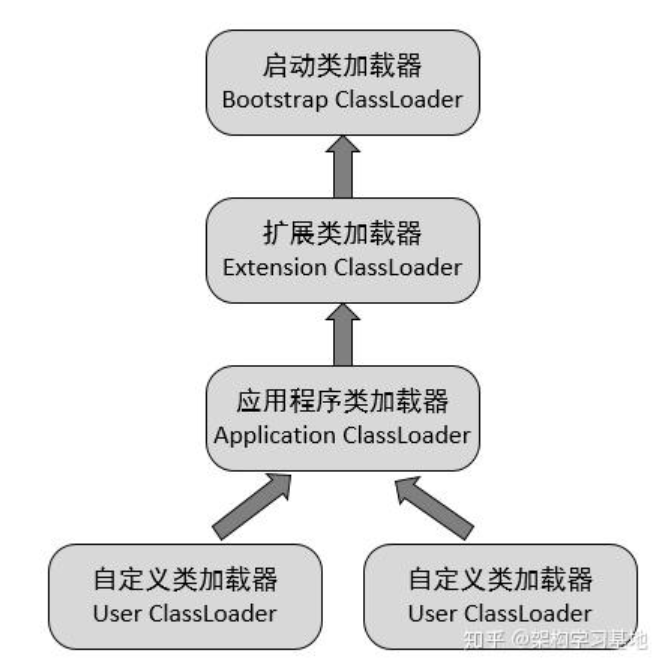 启动类加载器
Bootstrap ClassLoader
扩展类加载器
Extension ClassLoader
应用程序类加载器
Application ClassLoader
自定义类加载器
User ClassLoader
自定义类加载器
User ClassLoader
知乎 @架构学习基地